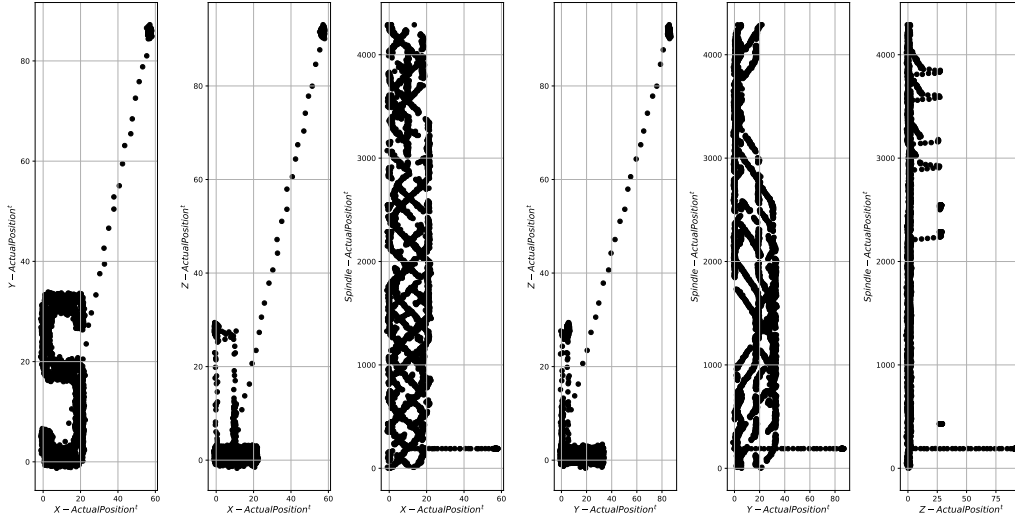 80
60
40
20
0
Y − ActualPosition^t
0 20 40 60
X − ActualPosition^t
80
60
40
20
0
Z − ActualPosition^t
0 20 40 60
X − ActualPosition^t
4000
3000
2000
1000
0
Spindle − ActualPosition^t
0 20 40 60
X − ActualPosition^t
80
60
40
20
0
Z − ActualPosition^t
0 20 40 60 80
Y − ActualPosition^t
4000
3000
2000
1000
0
Spindle − ActualPosition^t
0 20 40 60 80
Y − ActualPosition^t
4000
3000
2000
1000
0
Spindle − ActualPosition^t
0 25 50 75
Z − ActualPosition^t